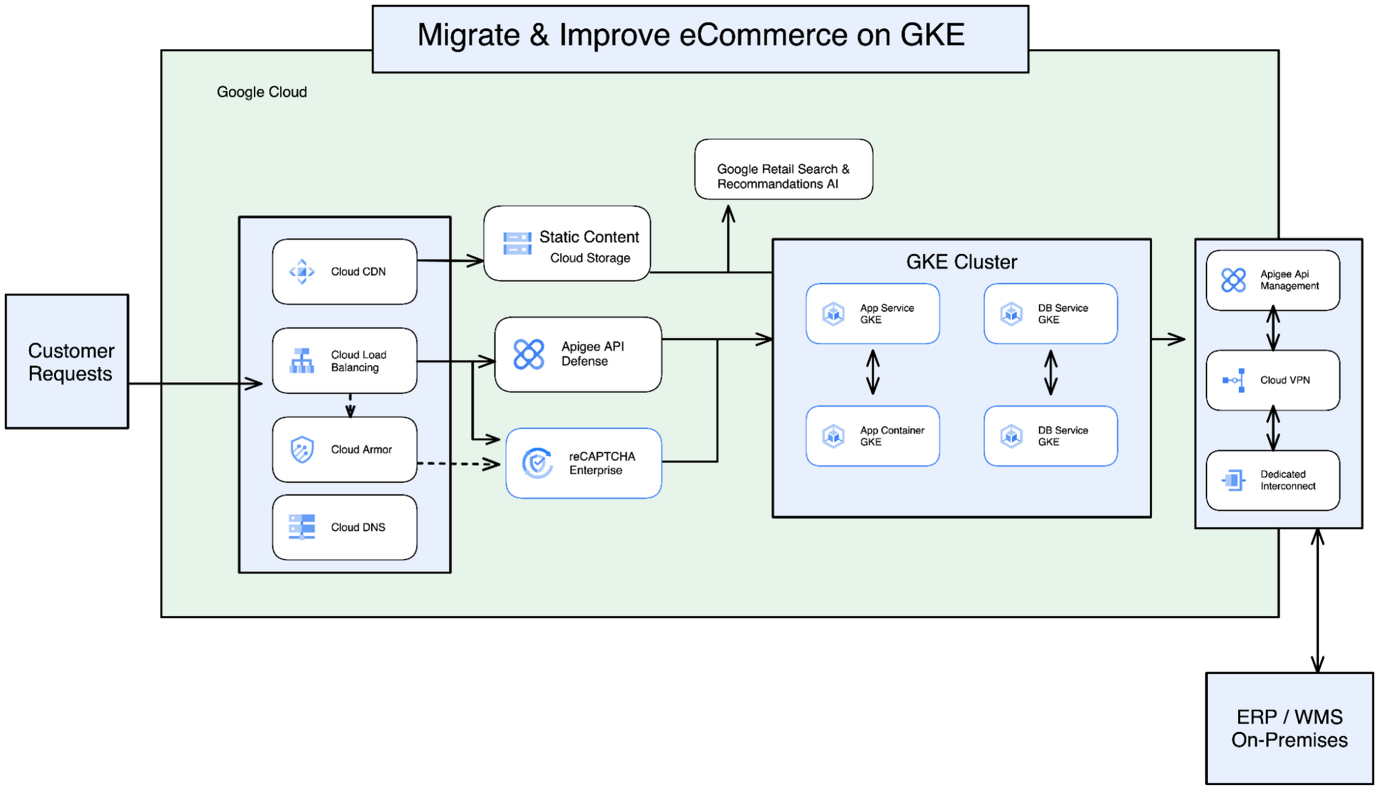 Migrate & Improve eCommerce on GKE
Google Cloud
Customer
Requests
Cloud CDN
Cloud Load
Balancing
Cloud Armor
Cloud DNS
Static Content
Cloud Storage
Apigee API
Defense
reCAPTCHA
Enterprise
Google Retail Search &
Recommandations AI
GKE Cluster
App Service
GKE
DB Service
GKE
App Container
GKE
DB Service
GKE
Apigee Api
Management
Cloud VPN
Dedicated
Interconnect
ERP / WMS
On-Premises